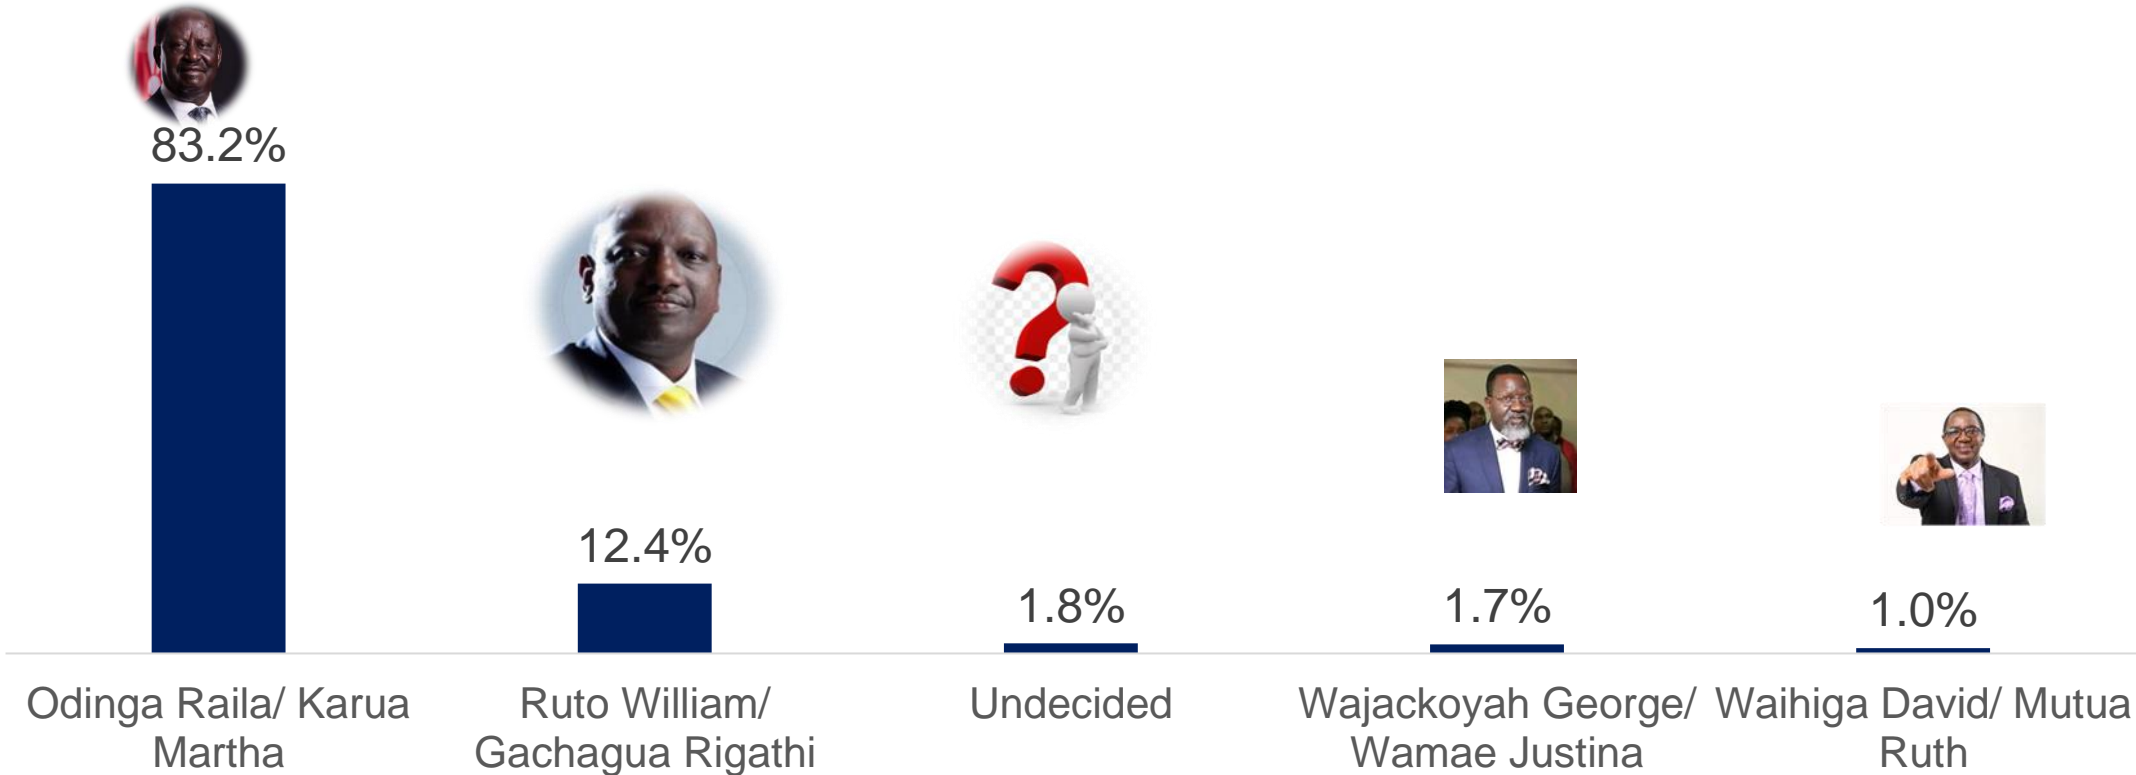 83.2%
12.4%
1.8%
1.7%
1.0%
Odinga Raila/ Karua
Martha
Ruto William/
Gachagua Rigathi
Undecided
Wajackoyah George/
Wamae Justina
Waihiga David/ Mutua
Ruth